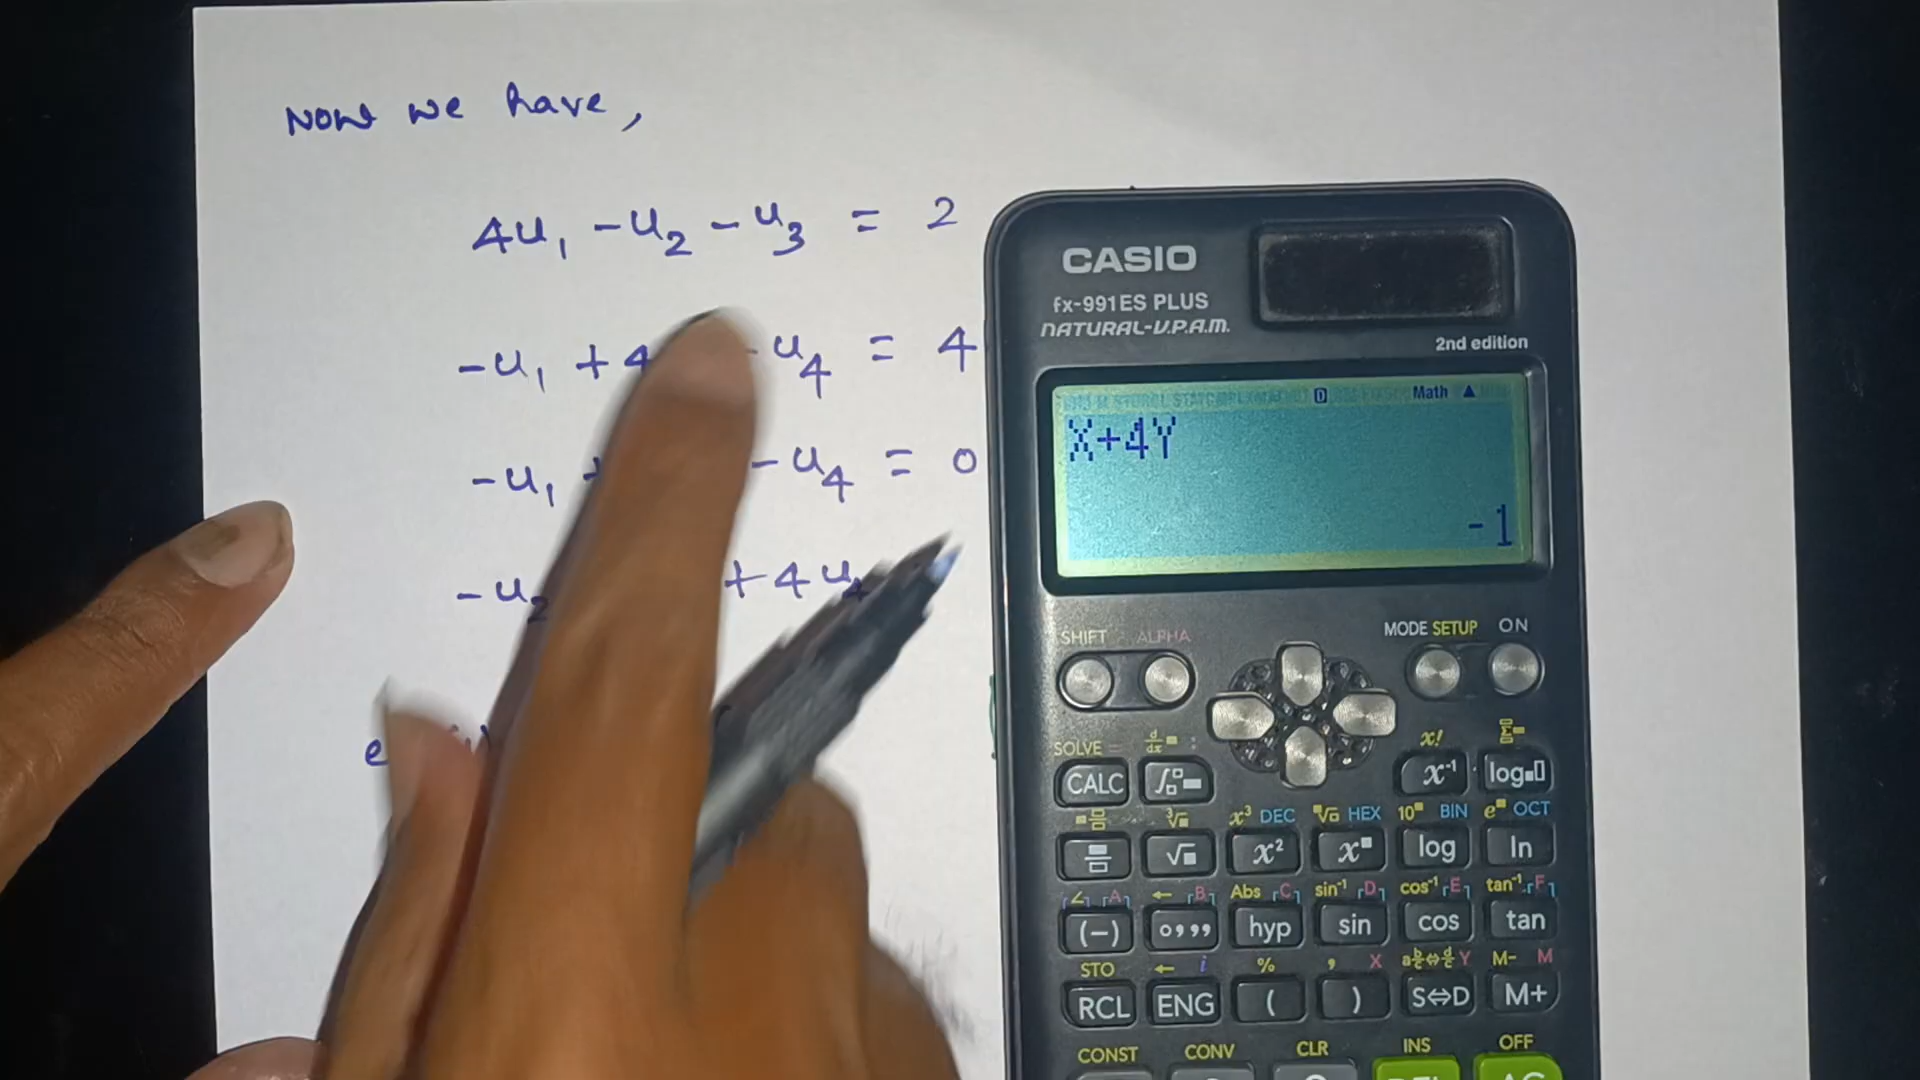 Now we have,
4u₁ - u₂ - u₃ = 2
-u₁ + 4 - u₄ = 4
-u₁ + - u₄ = 0
-u₂ + 4u₄
CASIO
fx-991ES PLUS
NATURAL-V.P.A.M.
2nd edition
D Math ▲
X+4Y
-1
SHIFT ALPHA MODE SETUP ON
SOLVE = d/dx : x! Σ
CALC ∫ x⁻¹ log
x³ DEC HEX 10 BIN e OCT
√ x² x log ln
∠ A ← B Abs C sin⁻¹ D cos⁻¹ E tan⁻¹ F
(−) hyp sin cos tan
STO ← i % , X Y M- M
RCL ENG ( ) S⇔D M+
CONST CONV CLR INS OFF
DEL AC